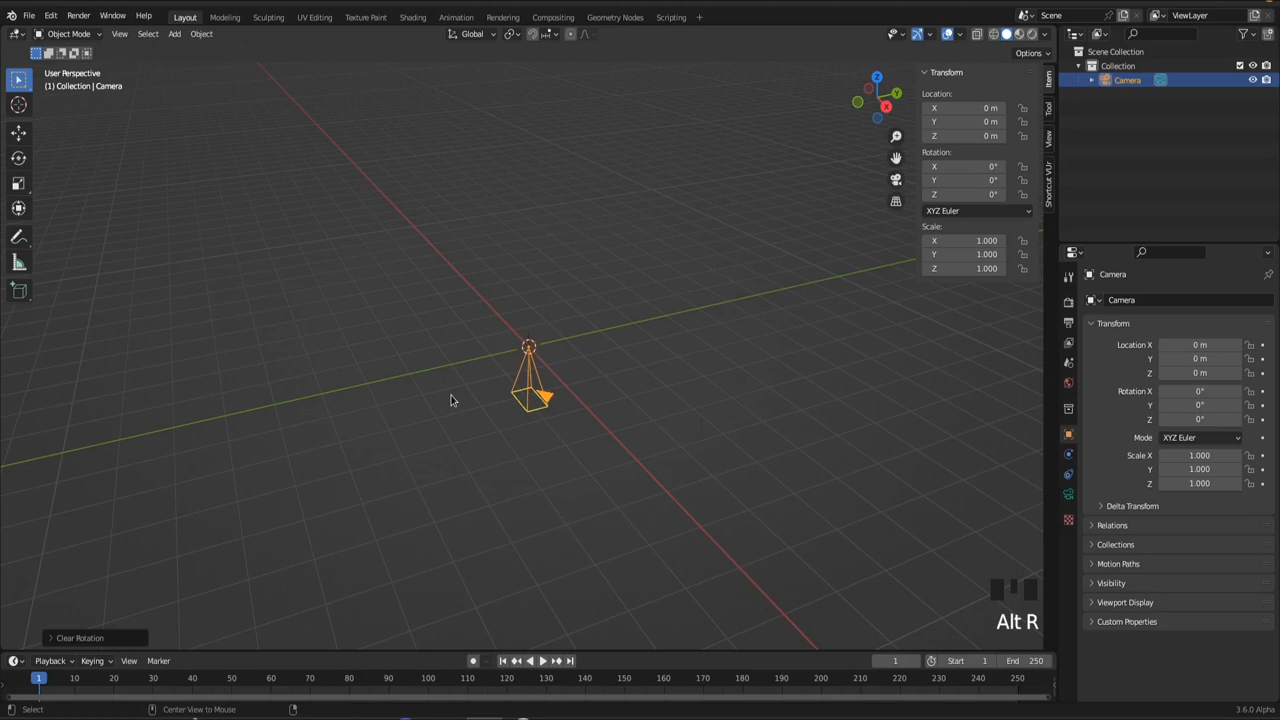 File Edit Render Window Help Layout Modeling Sculpting UV Editing Texture Paint Shading Animation Rendering Compositing Geometry Nodes Scripting + Scene ViewLayer
Object Mode View Select Add Object Global
Options
User Perspective
(1) Collection | Camera
Z
Y
X
Transform
Location:
X 0 m
Y 0 m
Z 0 m
Rotation:
X 0°
Y 0°
Z 0°
XYZ Euler
Scale:
X 1.000
Y 1.000
Z 1.000
Item
Tool
View
Shortcut VUr
Scene Collection
Collection
Camera
Camera
Camera
Transform
Location X 0 m
Y 0 m
Z 0 m
Rotation X 0°
Y 0°
Z 0°
Mode XYZ Euler
Scale X 1.000
Y 1.000
Z 1.000
Delta Transform
Relations
Collections
Motion Paths
Visibility
Viewport Display
Custom Properties
Alt R
Clear Rotation
Playback Keying View Marker 1 Start 1 End 250
1 10 20 30 40 50 60 70 80 90 100 110 120 130 140 150 160 170 180 190 200 210 220 230 240 250
Select Center View to Mouse 3.6.0 Alpha